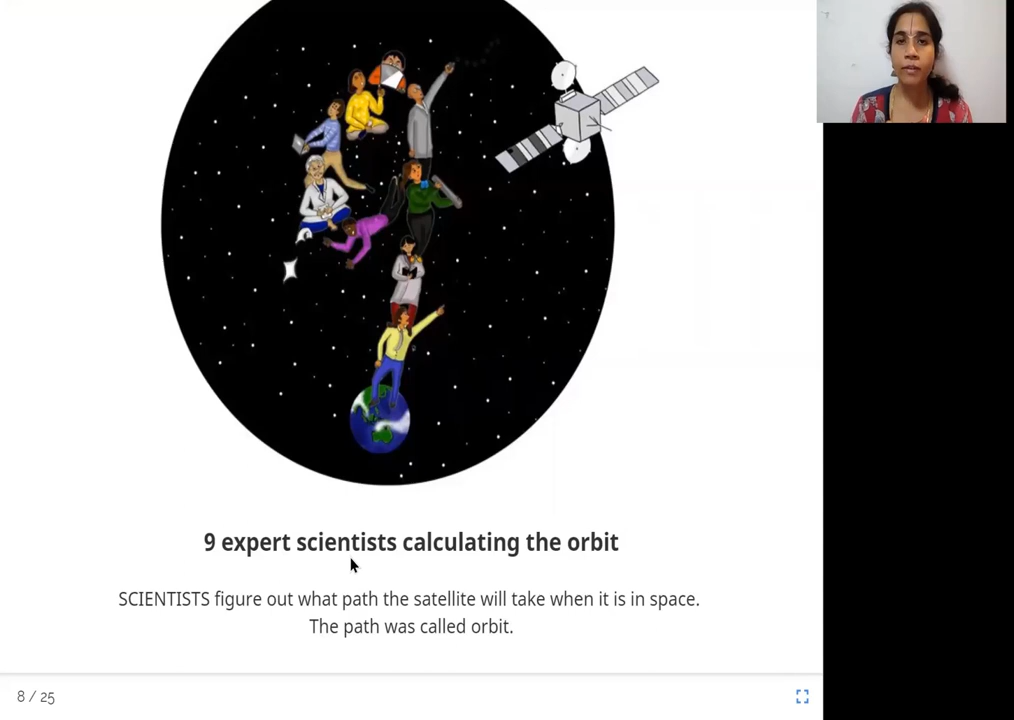 9 expert scientists calculating the orbit
SCIENTISTS figure out what path the satellite will take when it is in space.
The path was called orbit.
8 / 25